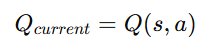 Q_{current} = Q(s, a)